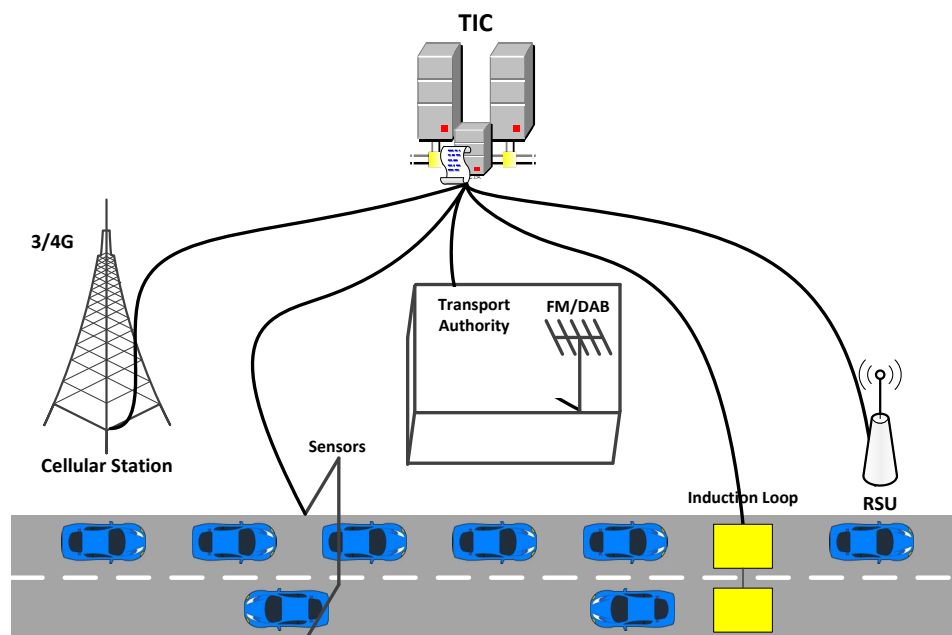 TIC
3/4G
Transport
Authority
FM/DAB
Sensors
Cellular Station
Induction Loop
RSU